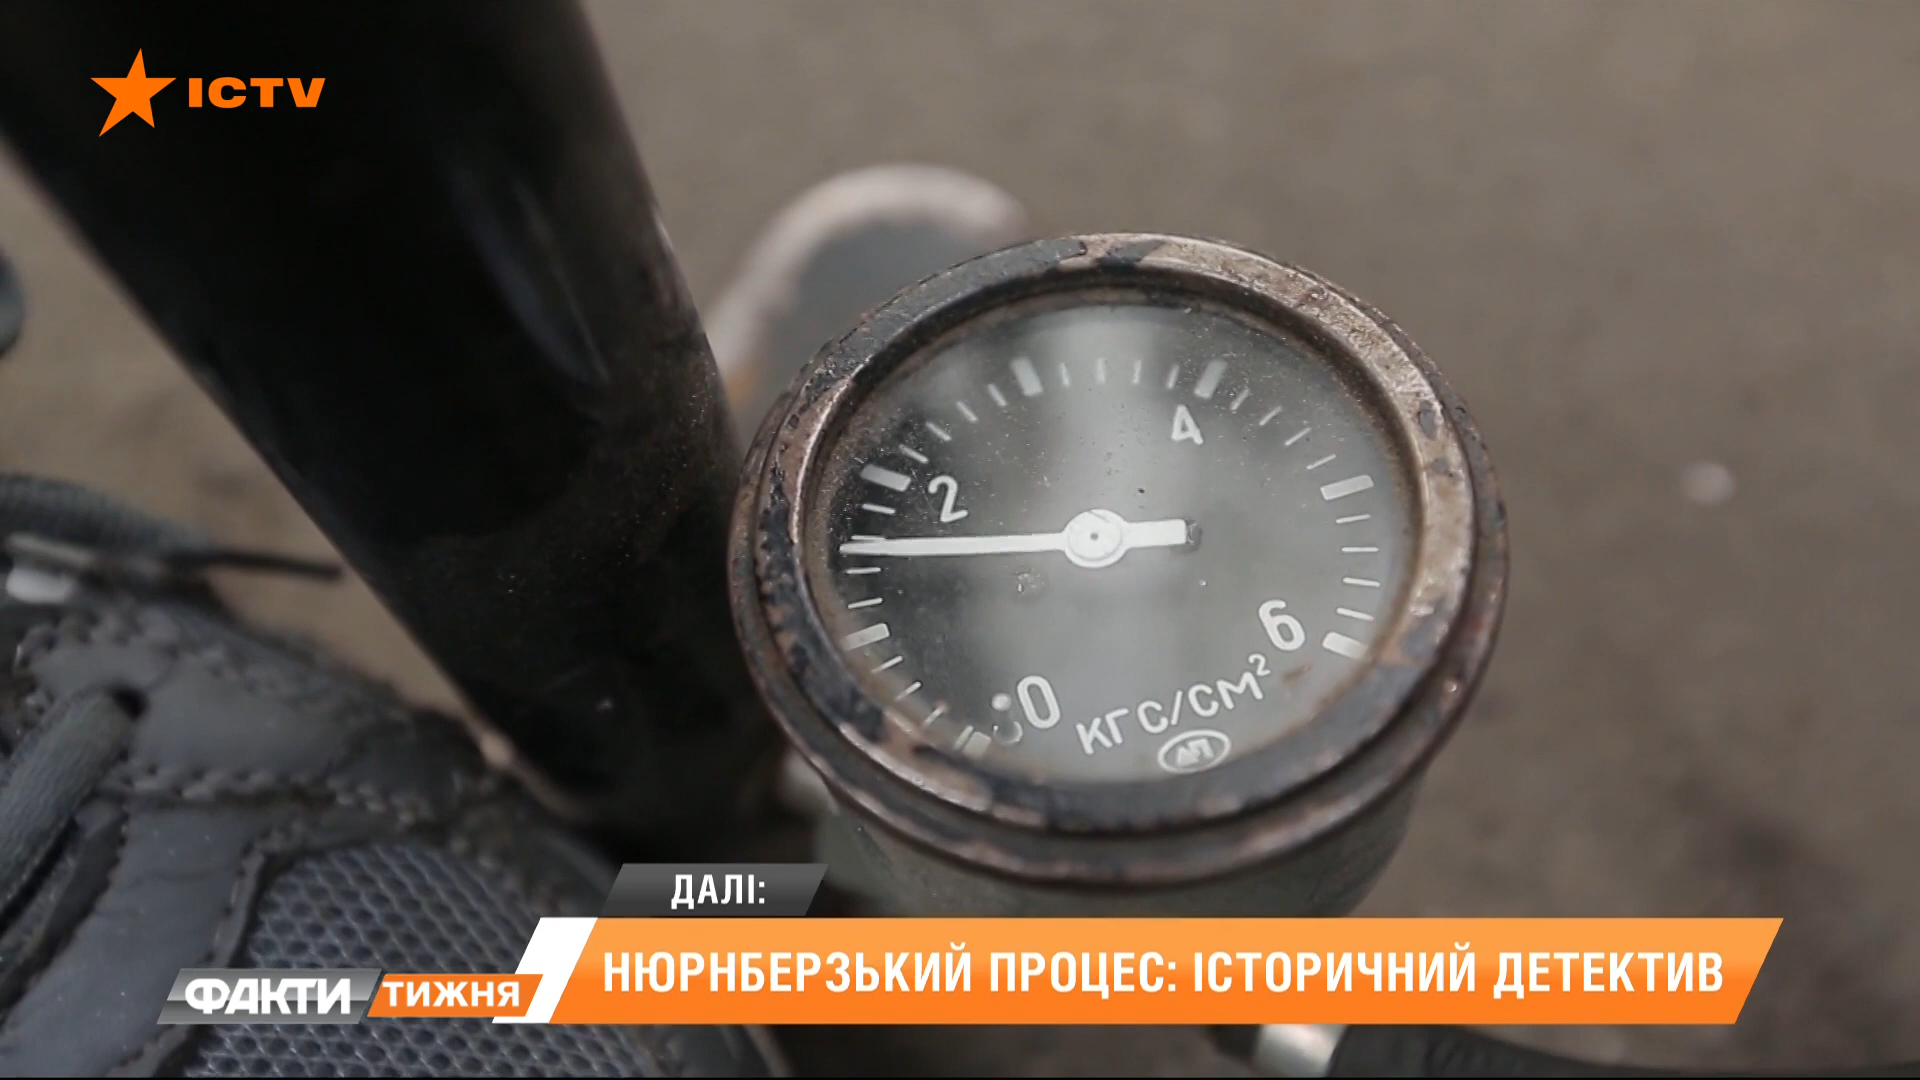 ICTV
4
2
6
0
КГС/СМ²
ДАЛІ:
НЮРНБЕРЗЬКИЙ ПРОЦЕС: ІСТОРИЧНИЙ ДЕТЕКТИВ
ФАКТИ ТИЖНЯ